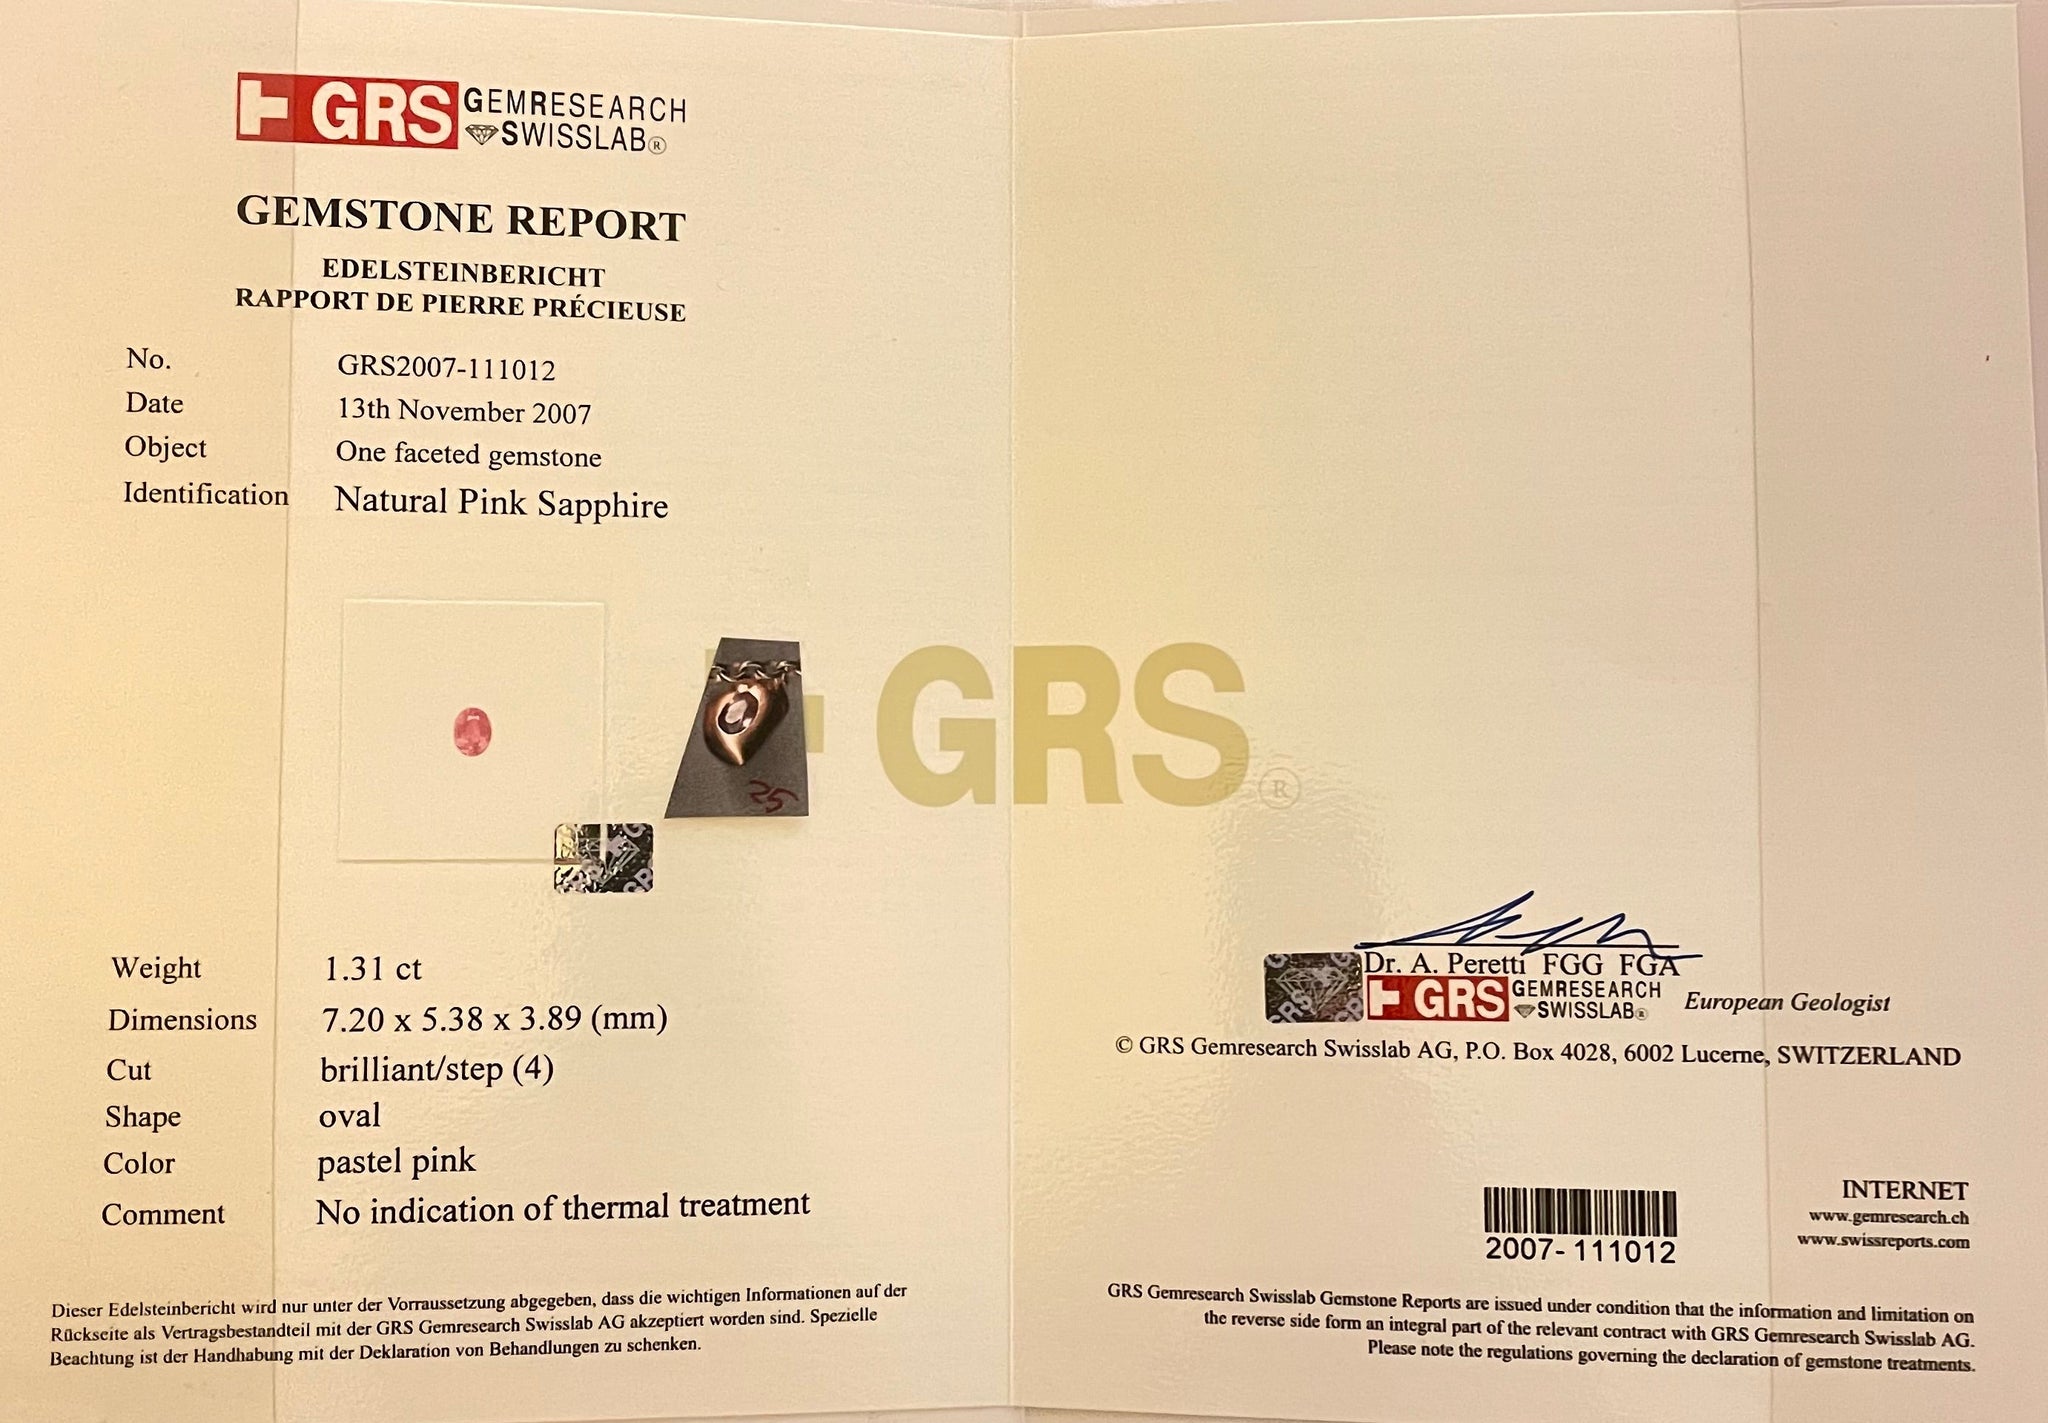 GRS GEMRESEARCH
SWISSLAB®
GEMSTONE REPORT
EDELSTEINBERICHT
RAPPORT DE PIERRE PRÉCIEUSE
No. GRS2007-111012
Date 13th November 2007
Object One faceted gemstone
Identification Natural Pink Sapphire
25
GRS®
Weight 1.31 ct
Dimensions 7.20 x 5.38 x 3.89 (mm)
Cut brilliant/step (4)
Shape oval
Color pastel pink
Comment No indication of thermal treatment
Dieser Edelsteinbericht wird nur unter der Vorraussetzung abgegeben, dass die wichtigen Informationen auf der
Rückseite als Vertragsbestandteil mit der GRS Gemresearch Swisslab AG akzeptiert worden sind. Spezielle
Beachtung ist der Handhabung mit der Deklaration von Behandlungen zu schenken.
Dr. A. Peretti FGG FGA
GRS GEMRESEARCH
SWISSLAB®
European Geologist
© GRS Gemresearch Swisslab AG, P.O. Box 4028, 6002 Lucerne, SWITZERLAND
2007-111012
INTERNET
www.gemresearch.ch
www.swissreports.com
GRS Gemresearch Swisslab Gemstone Reports are issued under condition that the information and limitation on
the reverse side form an integral part of the relevant contract with GRS Gemresearch Swisslab AG.
Please note the regulations governing the declaration of gemstone treatments.